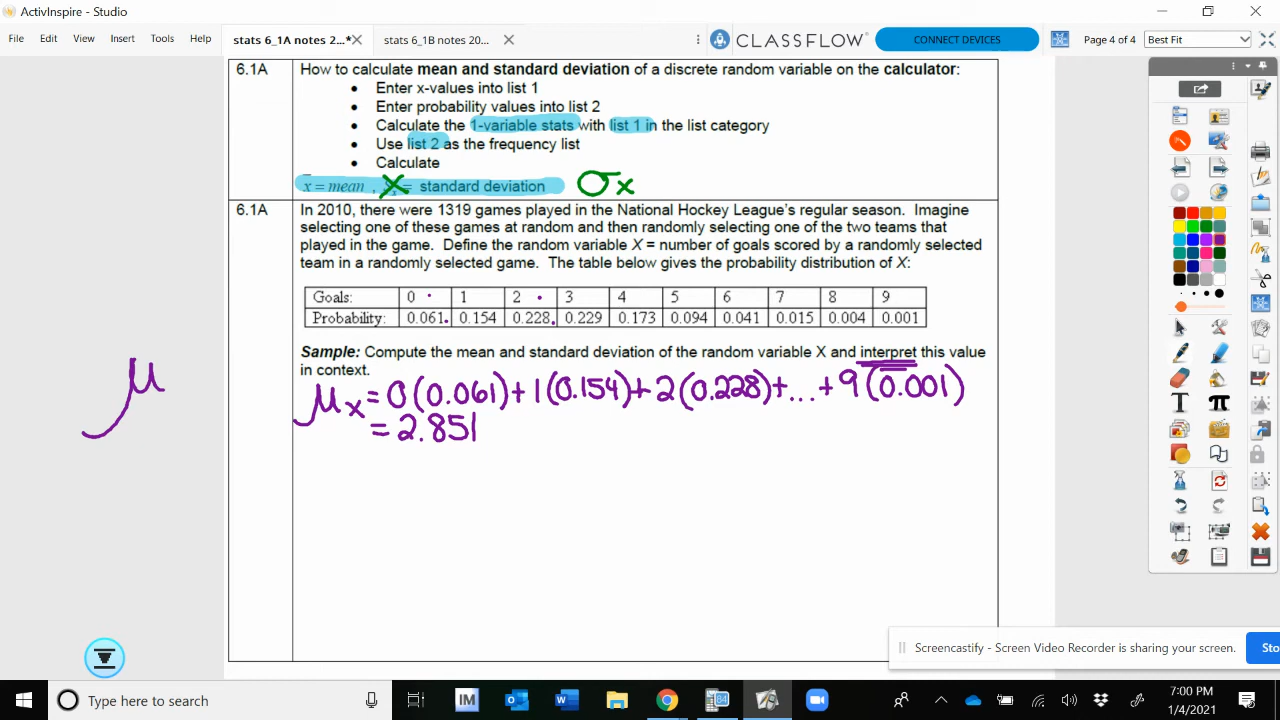 ActivInspire - Studio
File Edit View Insert Tools Help
stats 6_1A notes 2...*
stats 6_1B notes 20...
CLASSFLOW
CONNECT DEVICES
Page 4 of 4
Best Fit
6.1A
How to calculate mean and standard deviation of a discrete random variable on the calculator:
• Enter x-values into list 1
• Enter probability values into list 2
• Calculate the 1-variable stats with list 1 in the list category
• Use list 2 as the frequency list
• Calculate
x̄ = mean , = standard deviation σx
6.1A
In 2010, there were 1319 games played in the National Hockey League's regular season. Imagine
selecting one of these games at random and then randomly selecting one of the two teams that
played in the game. Define the random variable X = number of goals scored by a randomly selected
team in a randomly selected game. The table below gives the probability distribution of X:
Goals: 0 1 2 3 4 5 6 7 8 9
Probability: 0.061 0.154 0.228 0.229 0.173 0.094 0.041 0.015 0.004 0.001
Sample: Compute the mean and standard deviation of the random variable X and interpret this value
in context.
μx = 0(0.061)+1(0.154)+2(0.228)+...+9(0.001)
= 2.851
μ
Screencastify - Screen Video Recorder is sharing your screen.
Sto
Type here to search
IM
84
7:00 PM
1/4/2021